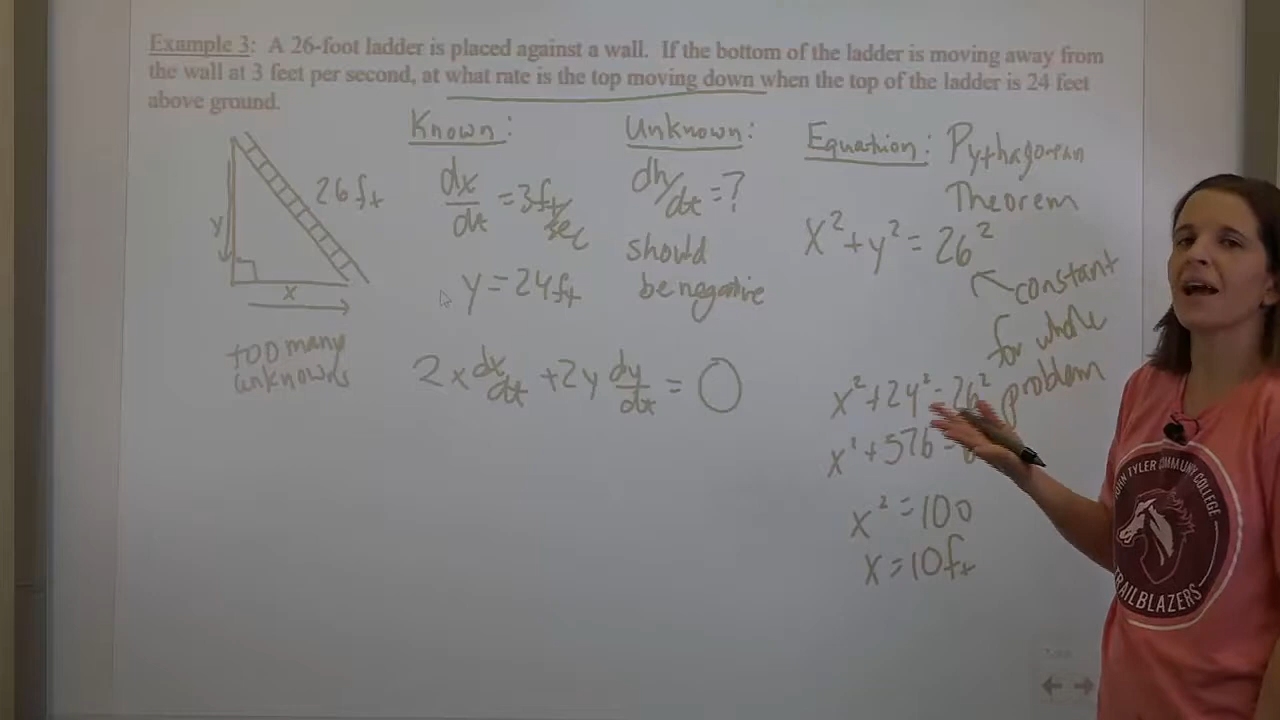 Example 3: A 26-foot ladder is placed against a wall. If the bottom of the ladder is moving away from
the wall at 3 feet per second, at what rate is the top moving down when the top of the ladder is 24 feet
above ground.
26 ft
y
x
too many
unknowns
Known:
dx/dt = 3 ft/sec
y = 24 ft
Unknown:
dh/dt = ?
should
be negative
Equation: Pythagorean
Theorem
x² + y² = 26²
constant
for whole
problem
2x dx/dt + 2y dy/dt = 0
x² + 24² = 26²
x² + 576 =
x² = 100
x = 10 ft
JOHN TYLER COMMUNITY COLLEGE
TRAILBLAZERS